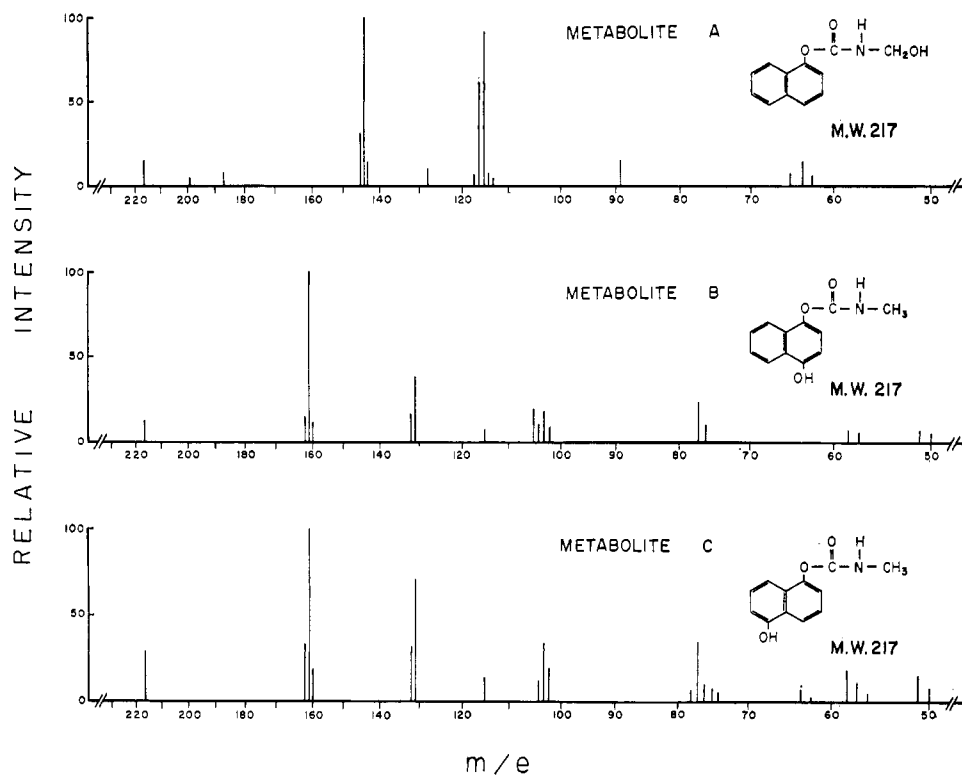 RELATIVE INTENSITY
100
50
0
METABOLITE A
O H
O–C–N–CH₂OH
M.W. 217
220 200 180 160 140 120 100 90 80 70 60 50
100
50
0
METABOLITE B
O H
O–C–N–CH₃
OH
M.W. 217
220 200 180 160 140 120 100 90 80 70 60 50
100
50
0
METABOLITE C
O H
O–C–N–CH₃
OH
M.W. 217
220 200 180 160 140 120 100 90 80 70 60 50
m/e